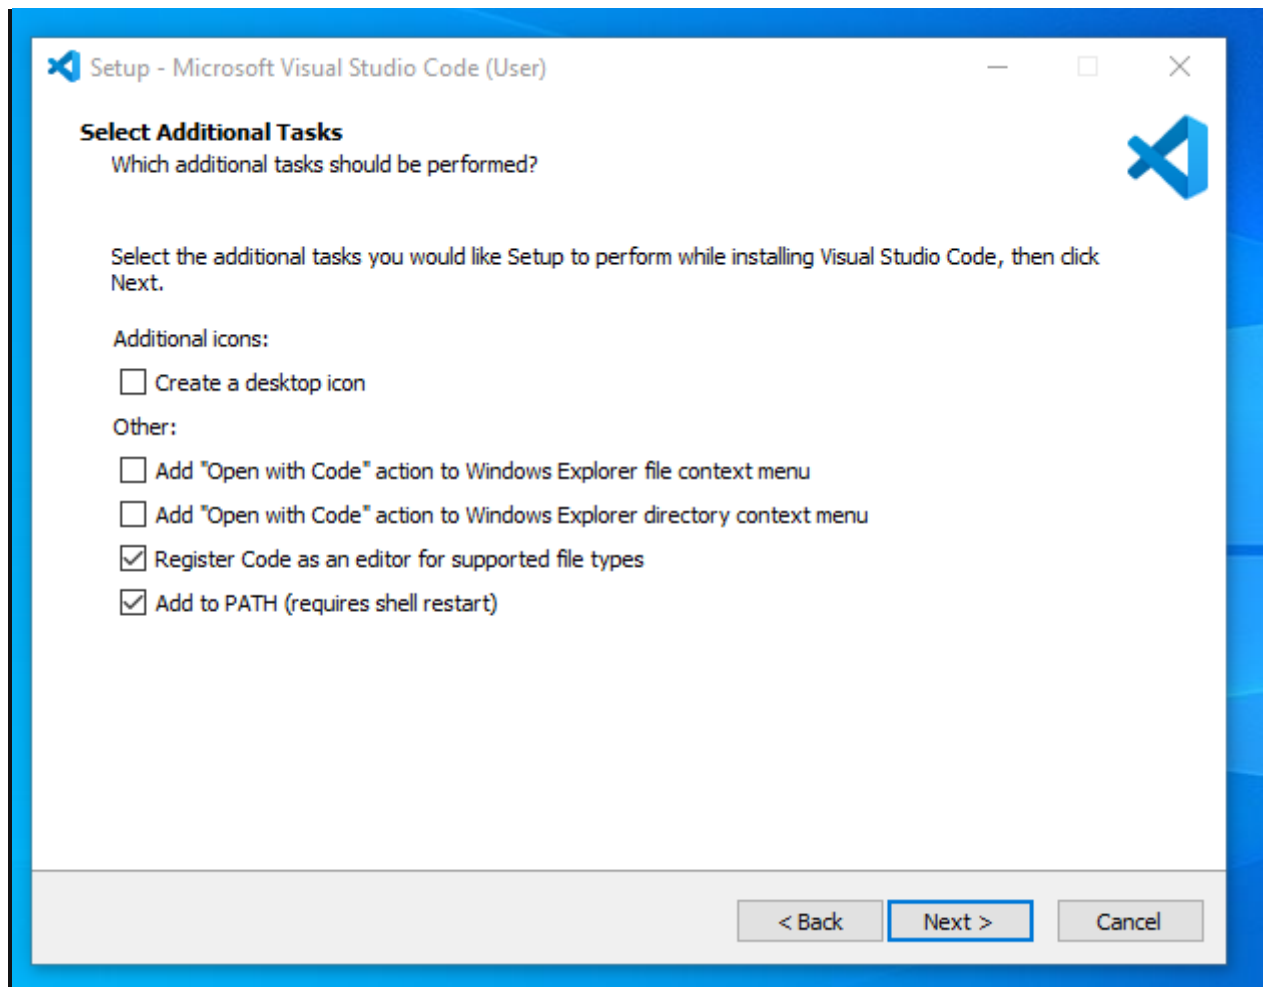 Setup - Microsoft Visual Studio Code (User)
Select Additional Tasks
Which additional tasks should be performed?
Select the additional tasks you would like Setup to perform while installing Visual Studio Code, then click
Next.
Additional icons:
Create a desktop icon
Other:
Add "Open with Code" action to Windows Explorer file context menu
Add "Open with Code" action to Windows Explorer directory context menu
Register Code as an editor for supported file types
Add to PATH (requires shell restart)
< Back Next > Cancel